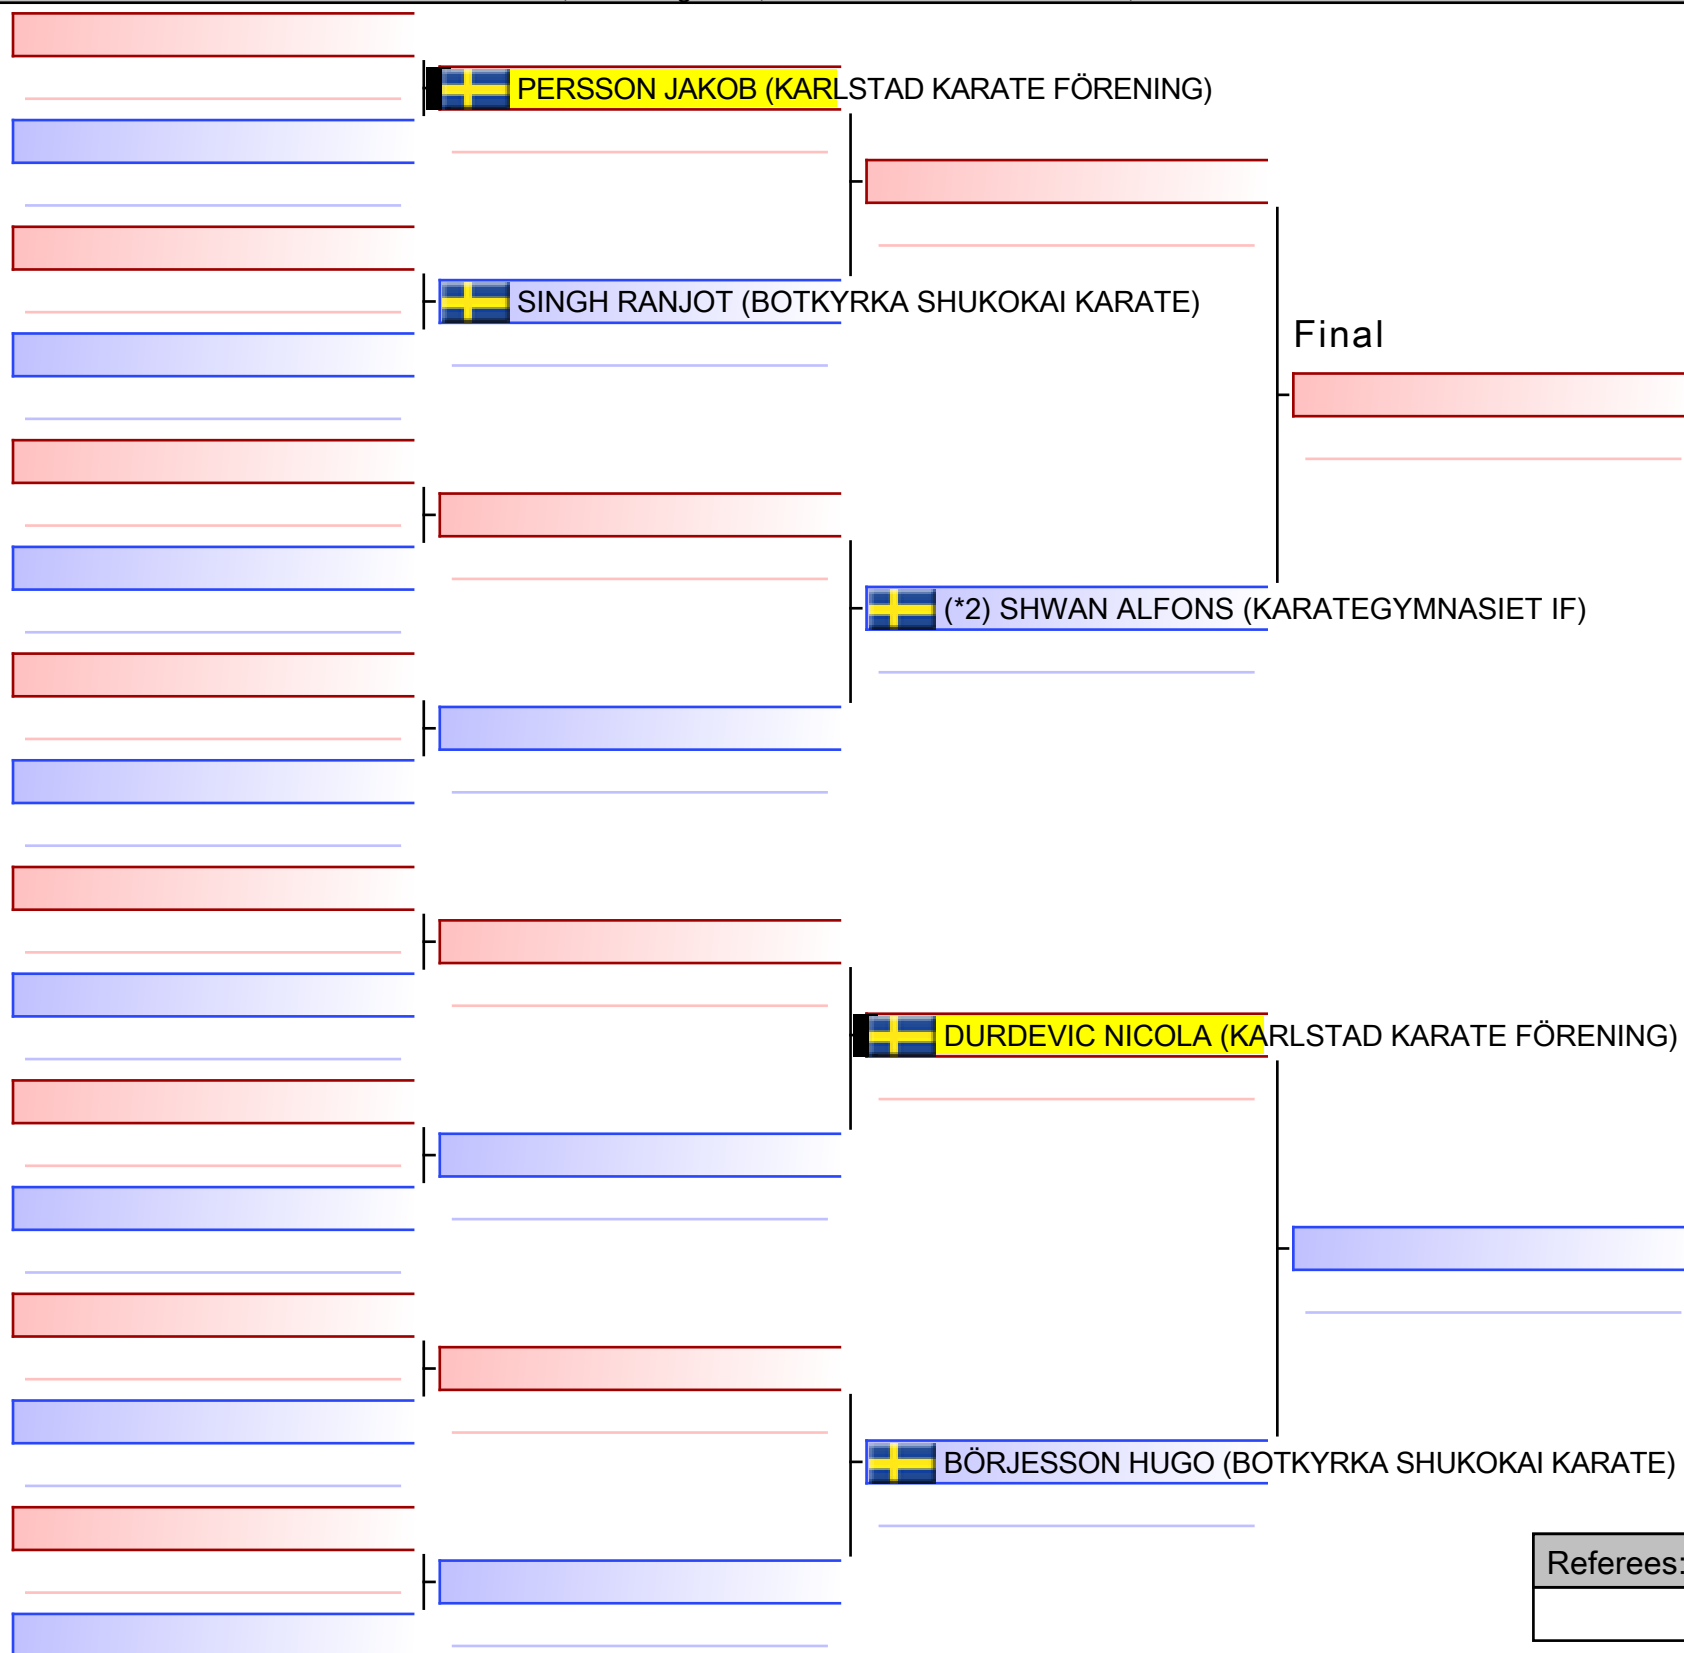 PERSSON JAKOB (KARLSTAD KARATE FÖRENING)
SINGH RANJOT (BOTKYRKA SHUKOKAI KARATE)
Final
(*2) SHWAN ALFONS (KARATEGYMNASIET IF)
DURDEVIC NICOLA (KARLSTAD KARATE FÖRENING)
BÖRJESSON HUGO (BOTKYRKA SHUKOKAI KARATE)
Referees: